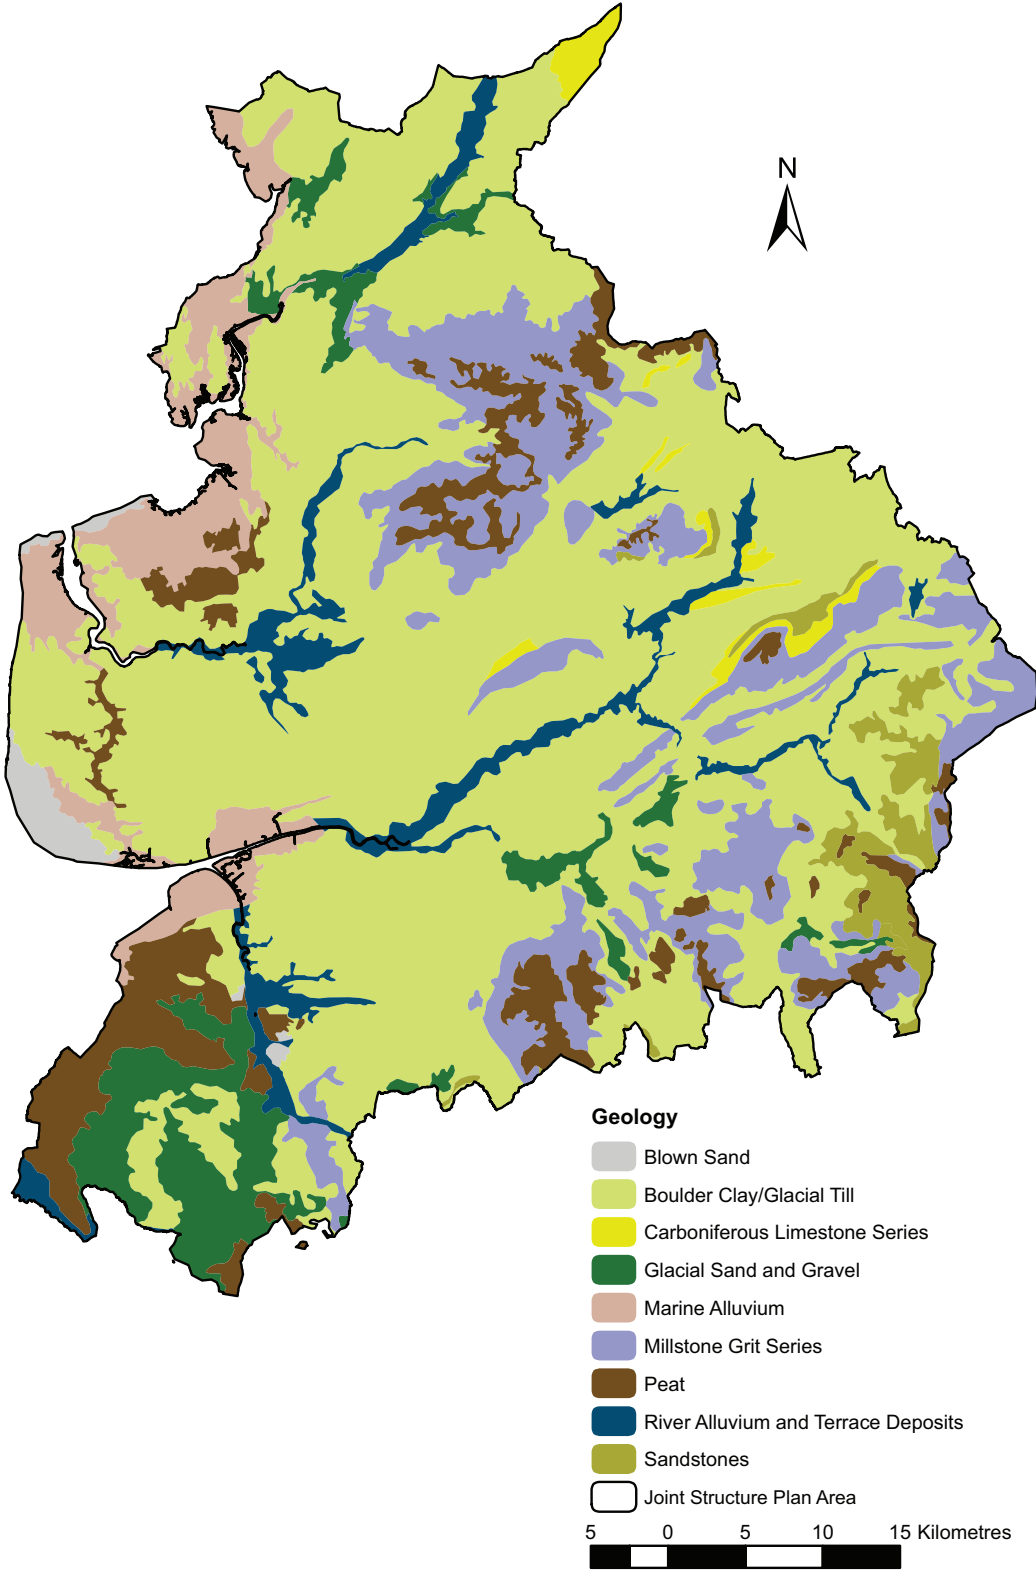 N
Geology
Blown Sand
Boulder Clay/Glacial Till
Carboniferous Limestone Series
Glacial Sand and Gravel
Marine Alluvium
Millstone Grit Series
Peat
River Alluvium and Terrace Deposits
Sandstones
Joint Structure Plan Area
5 0 5 10 15 Kilometres